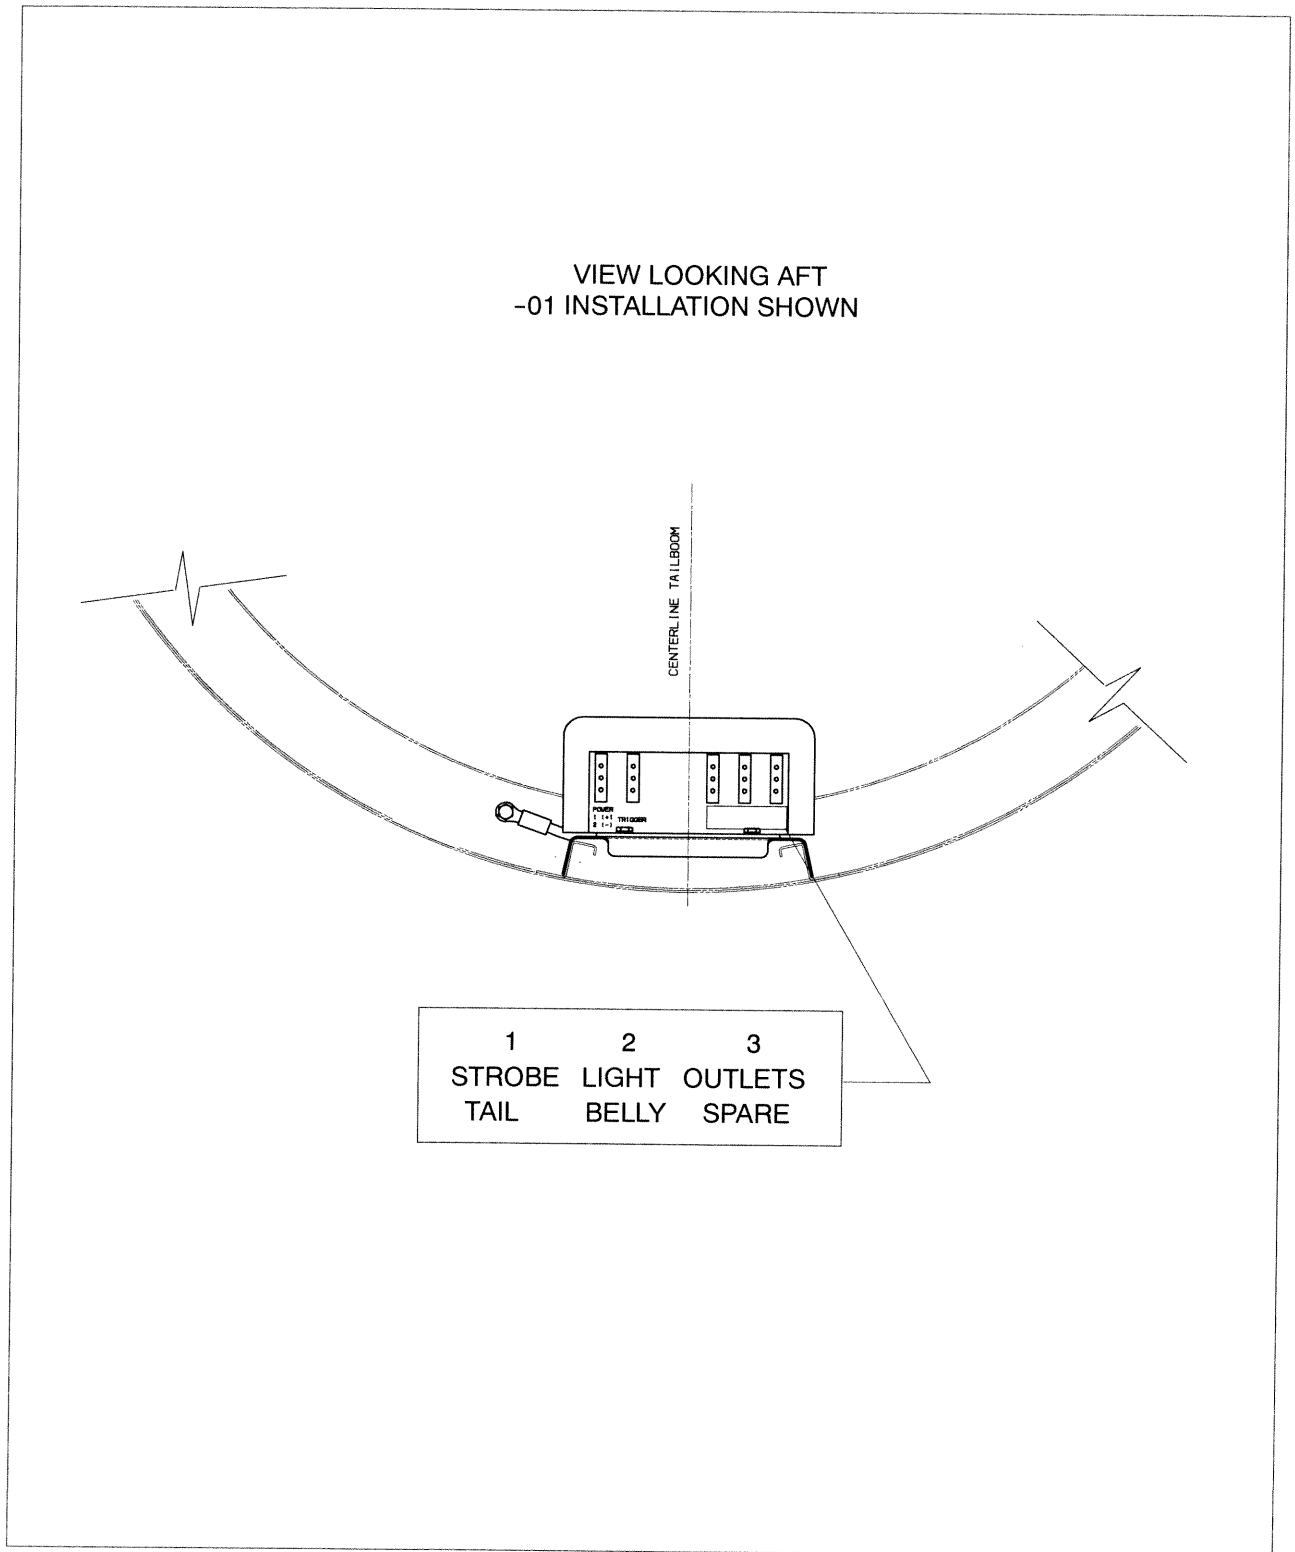 VIEW LOOKING AFT
-01 INSTALLATION SHOWN
CENTERLINE TAILBOOM
POWER
1 (+)
2 (-)
TRIGGER
1 2 3
STROBE LIGHT OUTLETS
TAIL BELLY SPARE